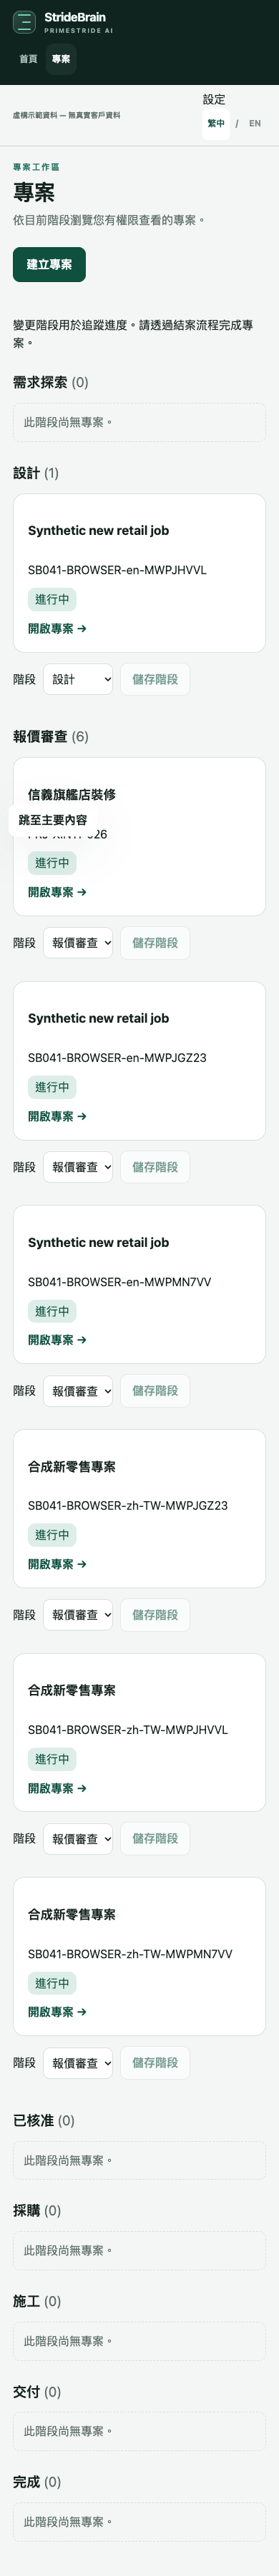 StrideBrain
PRIMESTRIDE AI
首頁
專案
虛構示範資料 — 無真實客戶資料
設定
繁中 / EN
專案工作區
專案
依目前階段瀏覽您有權限查看的專案。
建立專案
變更階段用於追蹤進度。請透過結案流程完成專
案。
需求探索 (0)
此階段尚無專案。
設計 (1)
Synthetic new retail job
SB041-BROWSER-en-MWPJHVVL
進行中
開啟專案 →
階段 設計 儲存階段
報價審查 (6)
信義旗艦店裝修
跳至主要內容
進行中
開啟專案 →
階段 報價審查 儲存階段
Synthetic new retail job
SB041-BROWSER-en-MWPJGZ23
進行中
開啟專案 →
階段 報價審查 儲存階段
Synthetic new retail job
SB041-BROWSER-en-MWPMN7VV
進行中
開啟專案 →
階段 報價審查 儲存階段
合成新零售專案
SB041-BROWSER-zh-TW-MWPJGZ23
進行中
開啟專案 →
階段 報價審查 儲存階段
合成新零售專案
SB041-BROWSER-zh-TW-MWPJHVVL
進行中
開啟專案 →
階段 報價審查 儲存階段
合成新零售專案
SB041-BROWSER-zh-TW-MWPMN7VV
進行中
開啟專案 →
階段 報價審查 儲存階段
已核准 (0)
此階段尚無專案。
採購 (0)
此階段尚無專案。
施工 (0)
此階段尚無專案。
交付 (0)
此階段尚無專案。
完成 (0)
此階段尚無專案。